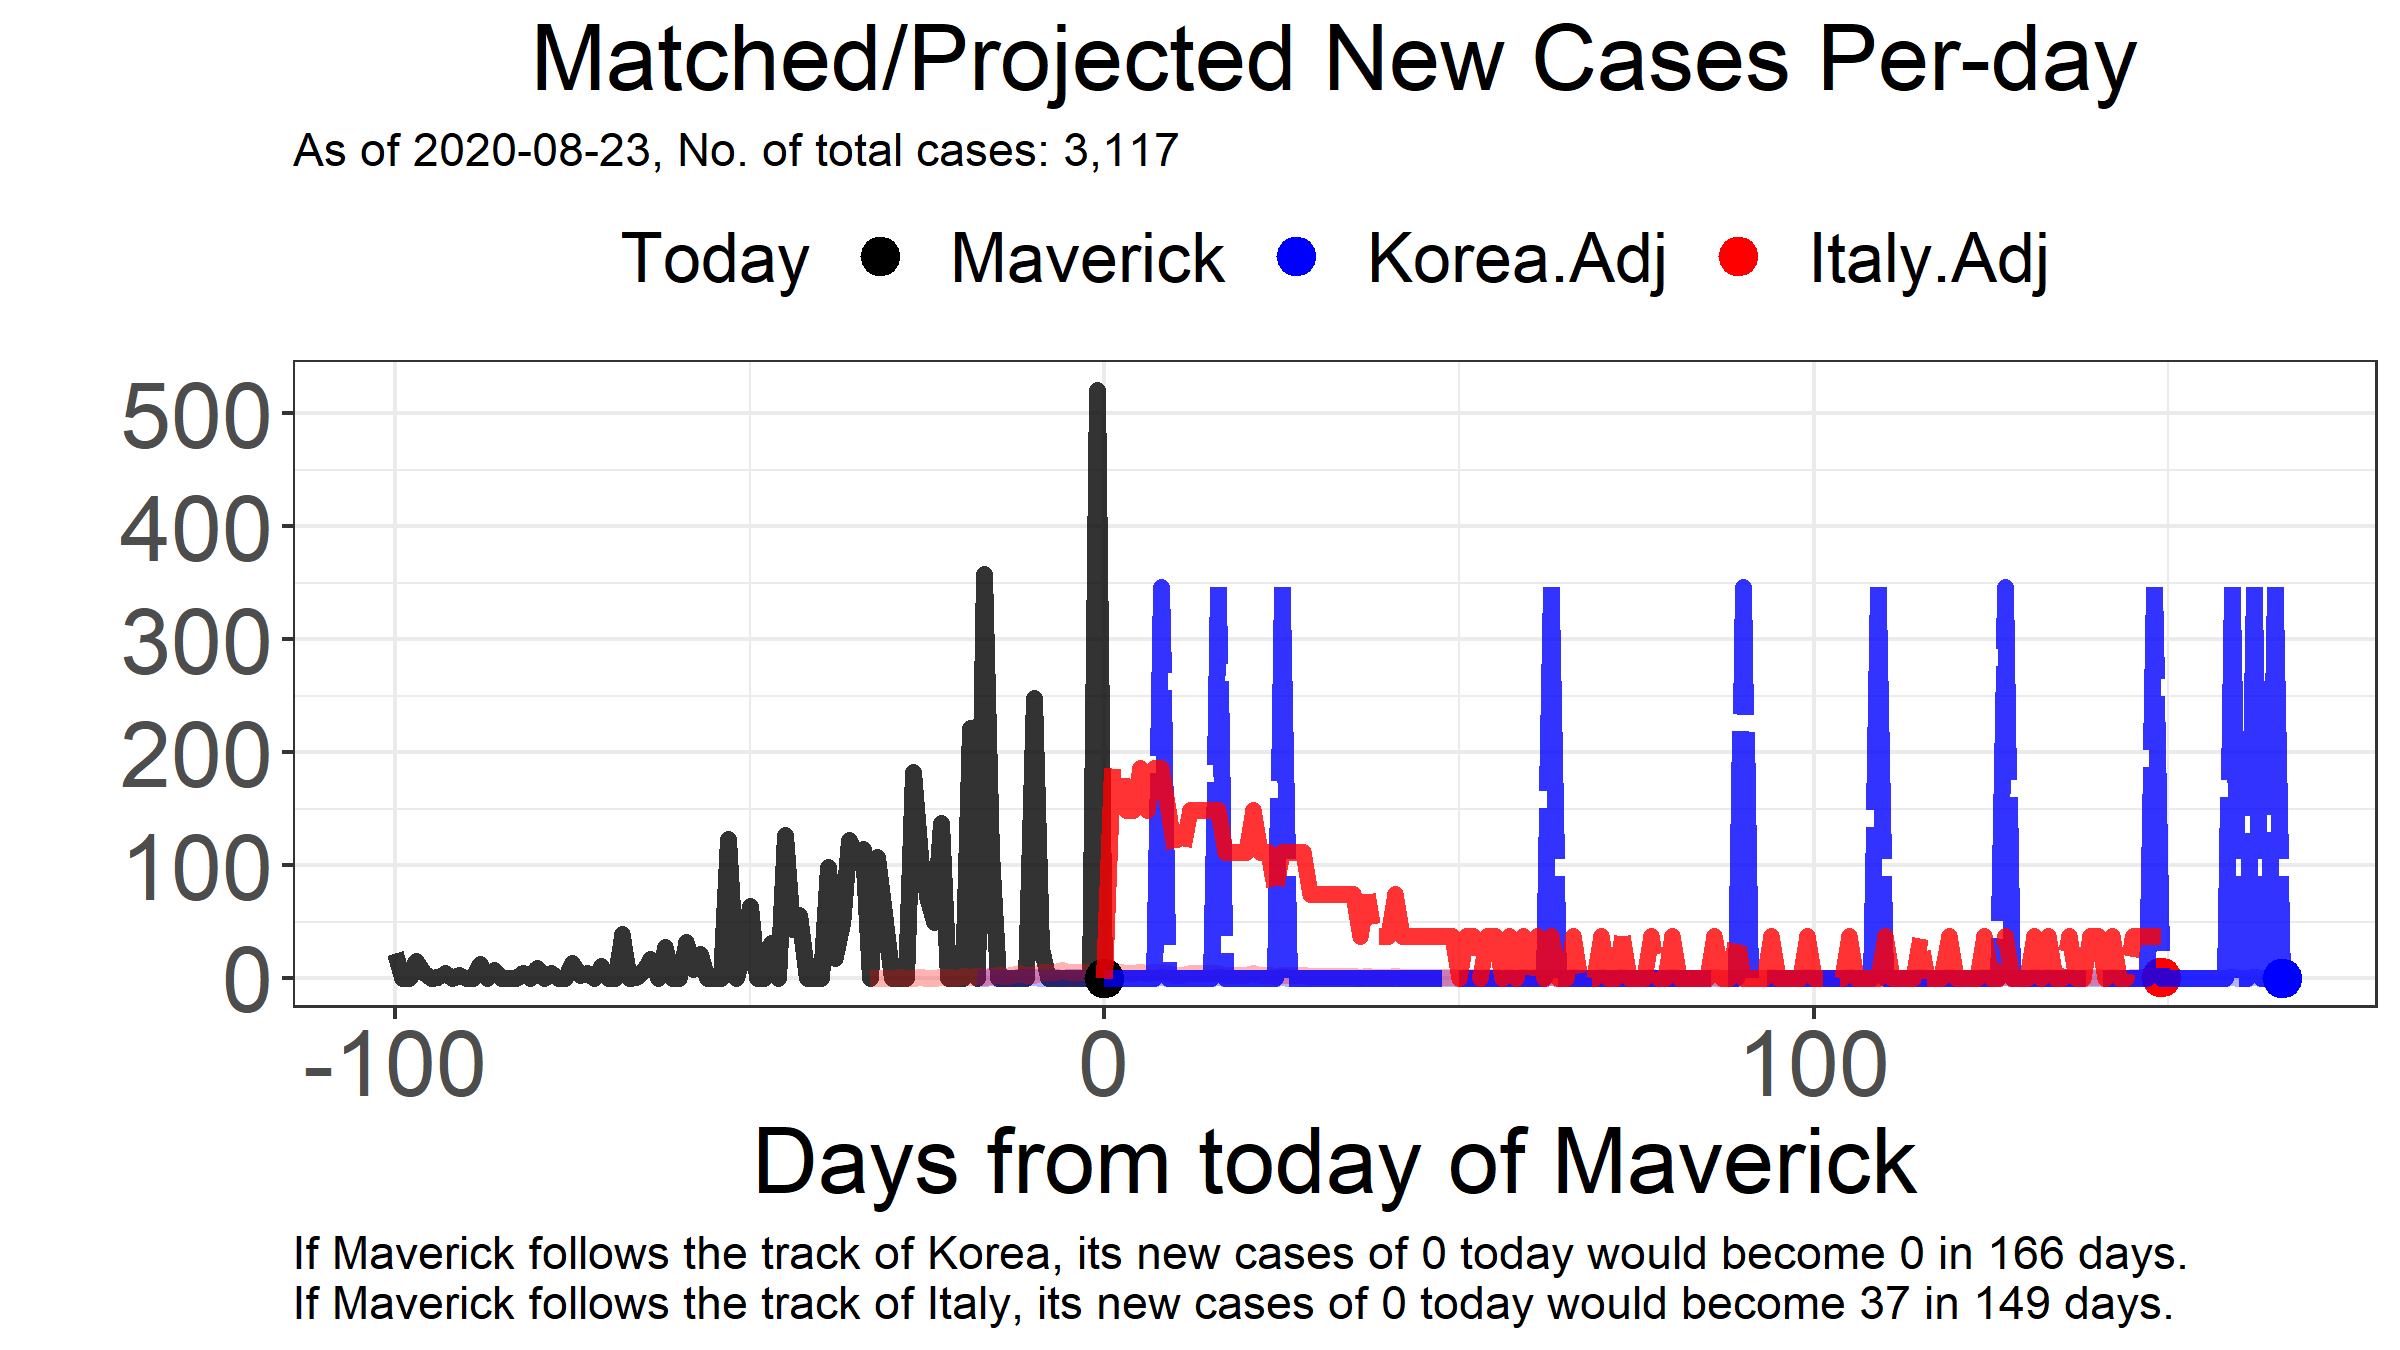 Matched/Projected New Cases Per-day
As of 2020-08-23, No. of total cases: 3,117
Today Maverick Korea.Adj Italy.Adj
500
400
300
200
100
0
-100 0 100
Days from today of Maverick
If Maverick follows the track of Korea, its new cases of 0 today would become 0 in 166 days.
If Maverick follows the track of Italy, its new cases of 0 today would become 37 in 149 days.